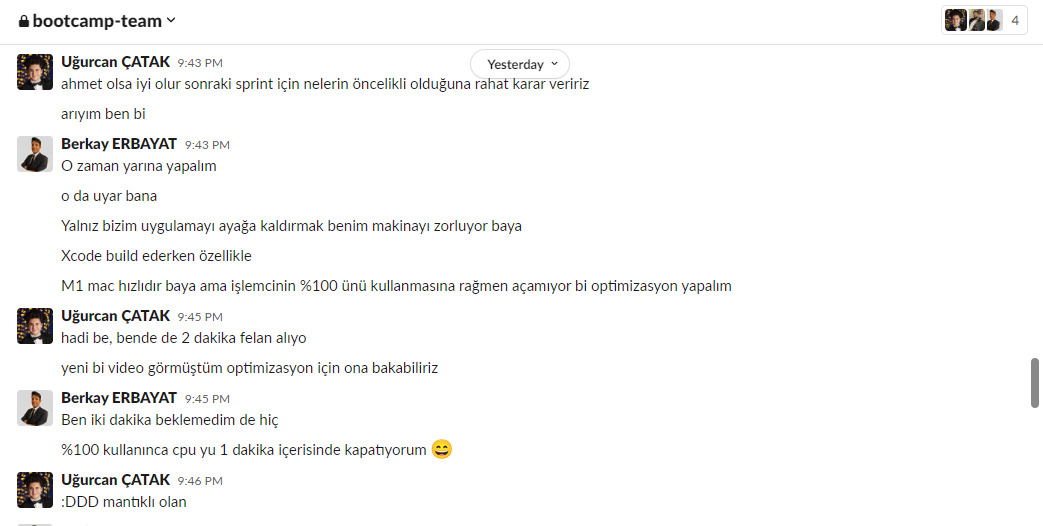 bootcamp-team
4
Yesterday
Uğurcan ÇATAK 9:43 PM
ahmet olsa iyi olur sonraki sprint için nelerin öncelikli olduğuna rahat karar veririz
arıyım ben bi
Berkay ERBAYAT 9:43 PM
O zaman yarına yapalım
o da uyar bana
Yalnız bizim uygulamayı ayağa kaldırmak benim makinayı zorluyor baya
Xcode build ederken özellikle
M1 mac hızlıdır baya ama işlemcinin %100 ünü kullanmasına rağmen açamıyor bi optimizasyon yapalım
Uğurcan ÇATAK 9:45 PM
hadi be, bende de 2 dakika felan alıyo
yeni bi video görmüştüm optimizasyon için ona bakabiliriz
Berkay ERBAYAT 9:45 PM
Ben iki dakika beklemedim de hiç
%100 kullanınca cpu yu 1 dakika içerisinde kapatıyorum 😄
Uğurcan ÇATAK 9:46 PM
:DDD mantıklı olan